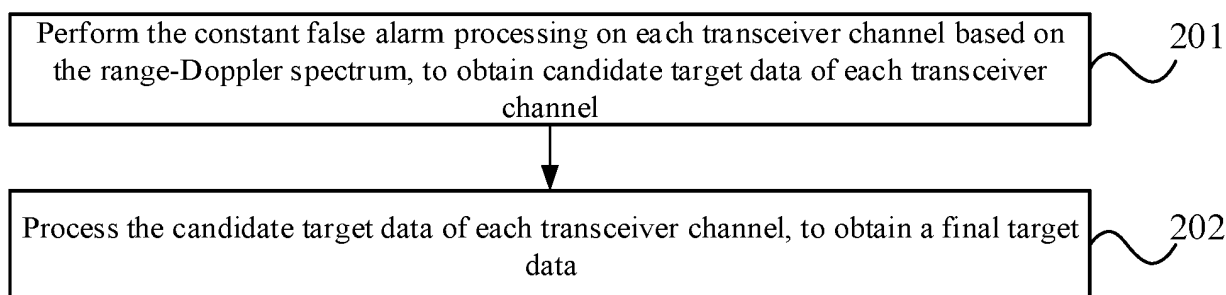 Perform the constant false alarm processing on each transceiver channel based on
the range-Doppler spectrum, to obtain candidate target data of each transceiver
channel
201
Process the candidate target data of each transceiver channel, to obtain a final target
data
202